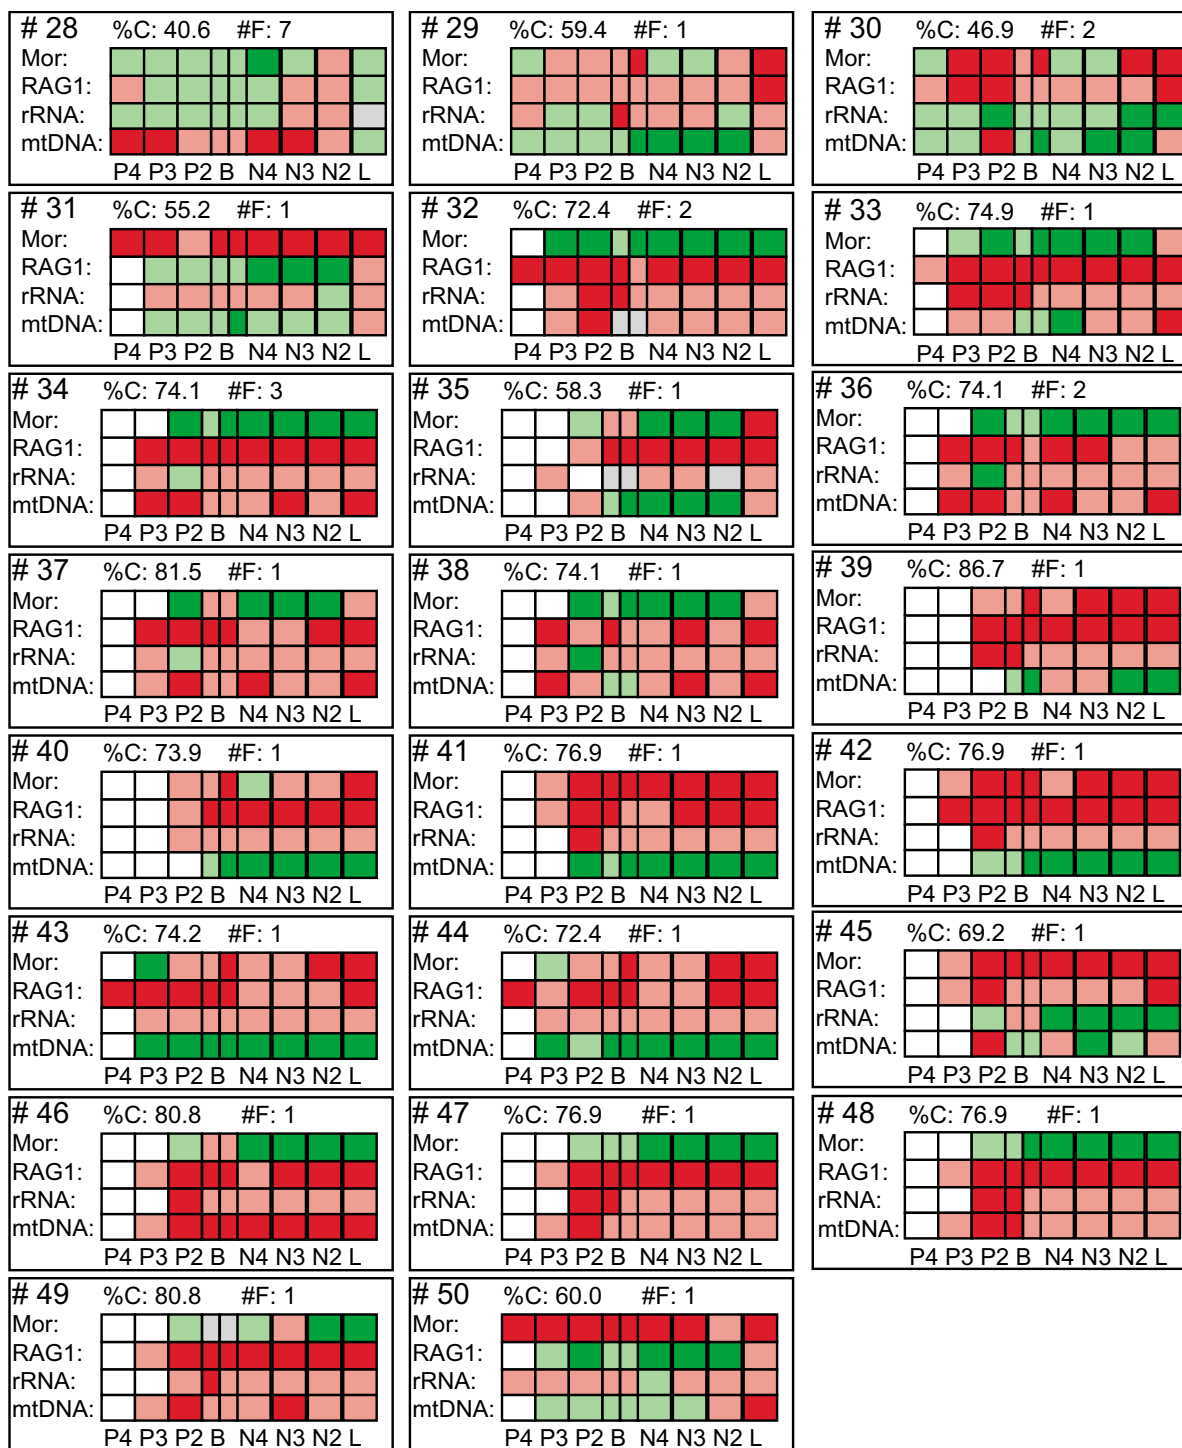 # 28 %C: 40.6 #F: 7
Mor:
RAG1:
rRNA:
mtDNA:
P4 P3 P2 B N4 N3 N2 L
# 29 %C: 59.4 #F: 1
Mor:
RAG1:
rRNA:
mtDNA:
P4 P3 P2 B N4 N3 N2 L
# 30 %C: 46.9 #F: 2
Mor:
RAG1:
rRNA:
mtDNA:
P4 P3 P2 B N4 N3 N2 L
# 31 %C: 55.2 #F: 1
Mor:
RAG1:
rRNA:
mtDNA:
P4 P3 P2 B N4 N3 N2 L
# 32 %C: 72.4 #F: 2
Mor:
RAG1:
rRNA:
mtDNA:
P4 P3 P2 B N4 N3 N2 L
# 33 %C: 74.9 #F: 1
Mor:
RAG1:
rRNA:
mtDNA:
P4 P3 P2 B N4 N3 N2 L
# 34 %C: 74.1 #F: 3
Mor:
RAG1:
rRNA:
mtDNA:
P4 P3 P2 B N4 N3 N2 L
# 35 %C: 58.3 #F: 1
Mor:
RAG1:
rRNA:
mtDNA:
P4 P3 P2 B N4 N3 N2 L
# 36 %C: 74.1 #F: 2
Mor:
RAG1:
rRNA:
mtDNA:
P4 P3 P2 B N4 N3 N2 L
# 37 %C: 81.5 #F: 1
Mor:
RAG1:
rRNA:
mtDNA:
P4 P3 P2 B N4 N3 N2 L
# 38 %C: 74.1 #F: 1
Mor:
RAG1:
rRNA:
mtDNA:
P4 P3 P2 B N4 N3 N2 L
# 39 %C: 86.7 #F: 1
Mor:
RAG1:
rRNA:
mtDNA:
P4 P3 P2 B N4 N3 N2 L
# 40 %C: 73.9 #F: 1
Mor:
RAG1:
rRNA:
mtDNA:
P4 P3 P2 B N4 N3 N2 L
# 41 %C: 76.9 #F: 1
Mor:
RAG1:
rRNA:
mtDNA:
P4 P3 P2 B N4 N3 N2 L
# 42 %C: 76.9 #F: 1
Mor:
RAG1:
rRNA:
mtDNA:
P4 P3 P2 B N4 N3 N2 L
# 43 %C: 74.2 #F: 1
Mor:
RAG1:
rRNA:
mtDNA:
P4 P3 P2 B N4 N3 N2 L
# 44 %C: 72.4 #F: 1
Mor:
RAG1:
rRNA:
mtDNA:
P4 P3 P2 B N4 N3 N2 L
# 45 %C: 69.2 #F: 1
Mor:
RAG1:
rRNA:
mtDNA:
P4 P3 P2 B N4 N3 N2 L
# 46 %C: 80.8 #F: 1
Mor:
RAG1:
rRNA:
mtDNA:
P4 P3 P2 B N4 N3 N2 L
# 47 %C: 76.9 #F: 1
Mor:
RAG1:
rRNA:
mtDNA:
P4 P3 P2 B N4 N3 N2 L
# 48 %C: 76.9 #F: 1
Mor:
RAG1:
rRNA:
mtDNA:
P4 P3 P2 B N4 N3 N2 L
# 49 %C: 80.8 #F: 1
Mor:
RAG1:
rRNA:
mtDNA:
P4 P3 P2 B N4 N3 N2 L
# 50 %C: 60.0 #F: 1
Mor:
RAG1:
rRNA:
mtDNA:
P4 P3 P2 B N4 N3 N2 L